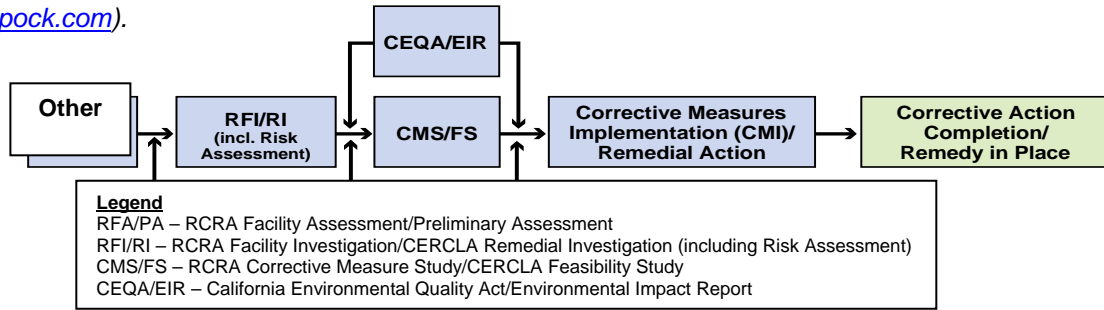 pock.com).
CEQA/EIR
Other
RFI/RI
(incl. Risk
Assessment)
CMS/FS
Corrective Measures
Implementation (CMI)/
Remedial Action
Corrective Action
Completion/
Remedy in Place
Legend
RFA/PA – RCRA Facility Assessment/Preliminary Assessment
RFI/RI – RCRA Facility Investigation/CERCLA Remedial Investigation (including Risk Assessment)
CMS/FS – RCRA Corrective Measure Study/CERCLA Feasibility Study
CEQA/EIR – California Environmental Quality Act/Environmental Impact Report